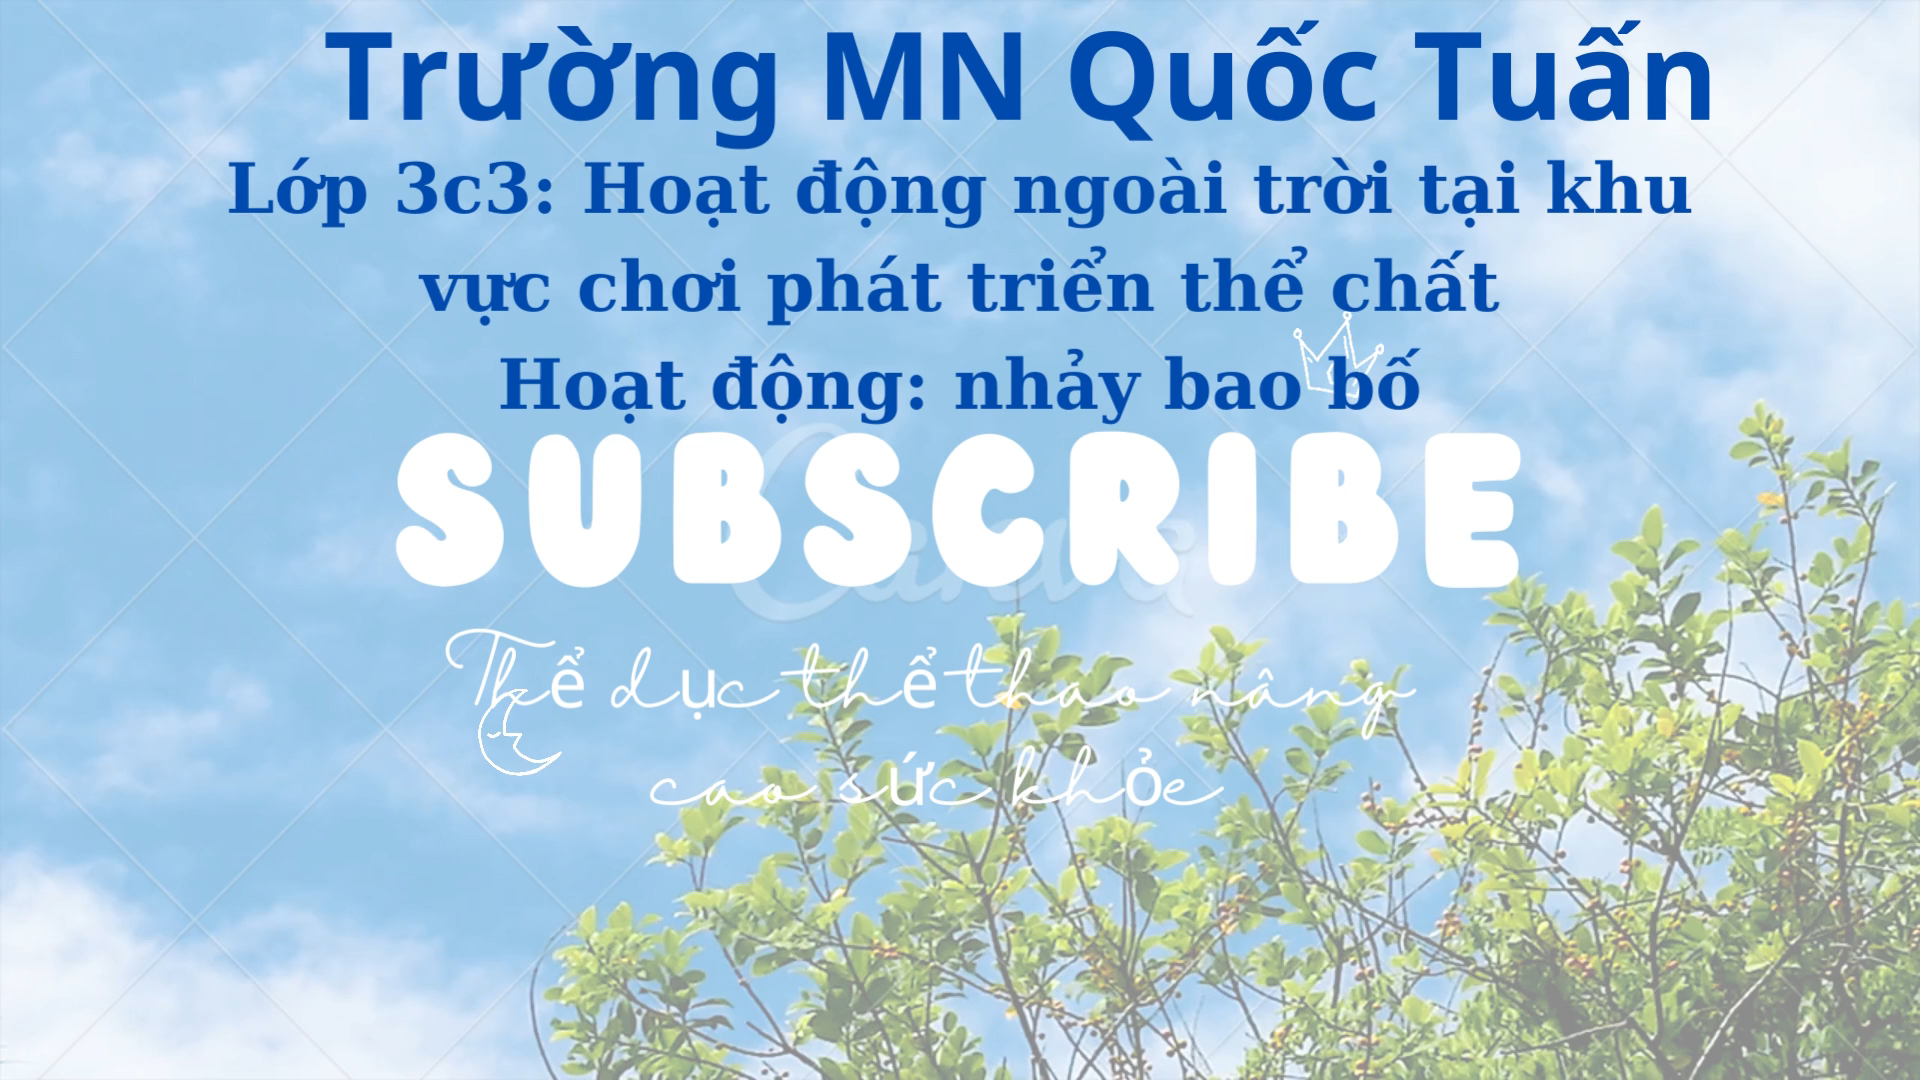 Trường MN Quốc Tuấn
Lớp 3c3: Hoạt động ngoài trời tại khu
vực chơi phát triển thể chất
Hoạt động: nhảy bao bố
SUBSCRIBE
Canva
Thể dục thể thao nâng
cao sức khỏe